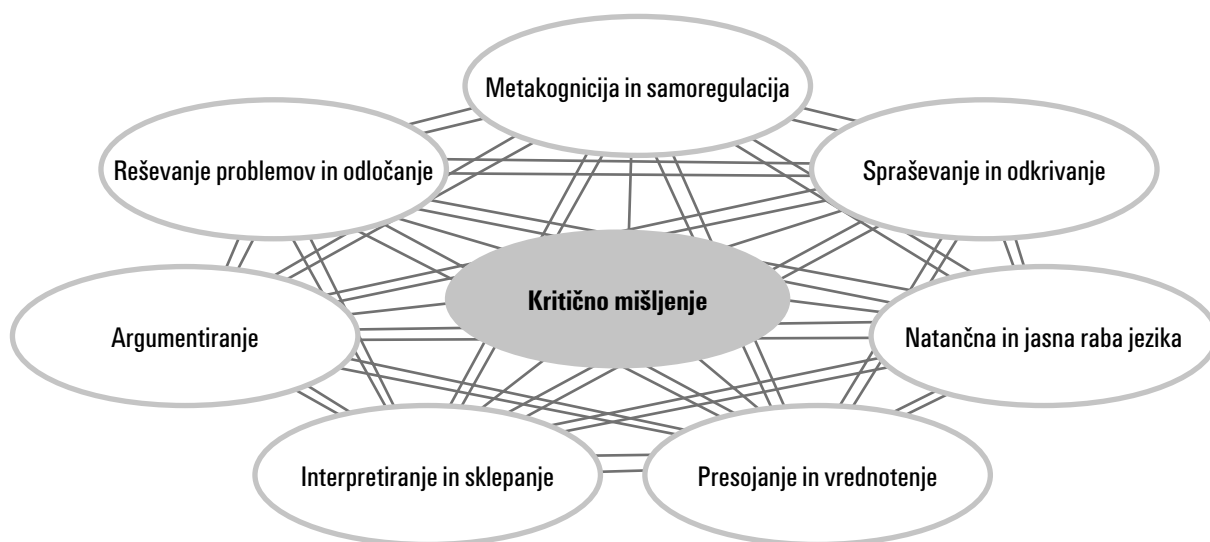 Metakognicija in samoregulacija
Reševanje problemov in odločanje
Spraševanje in odkrivanje
Kritično mišljenje
Argumentiranje
Natančna in jasna raba jezika
Interpretiranje in sklepanje
Presojanje in vrednotenje